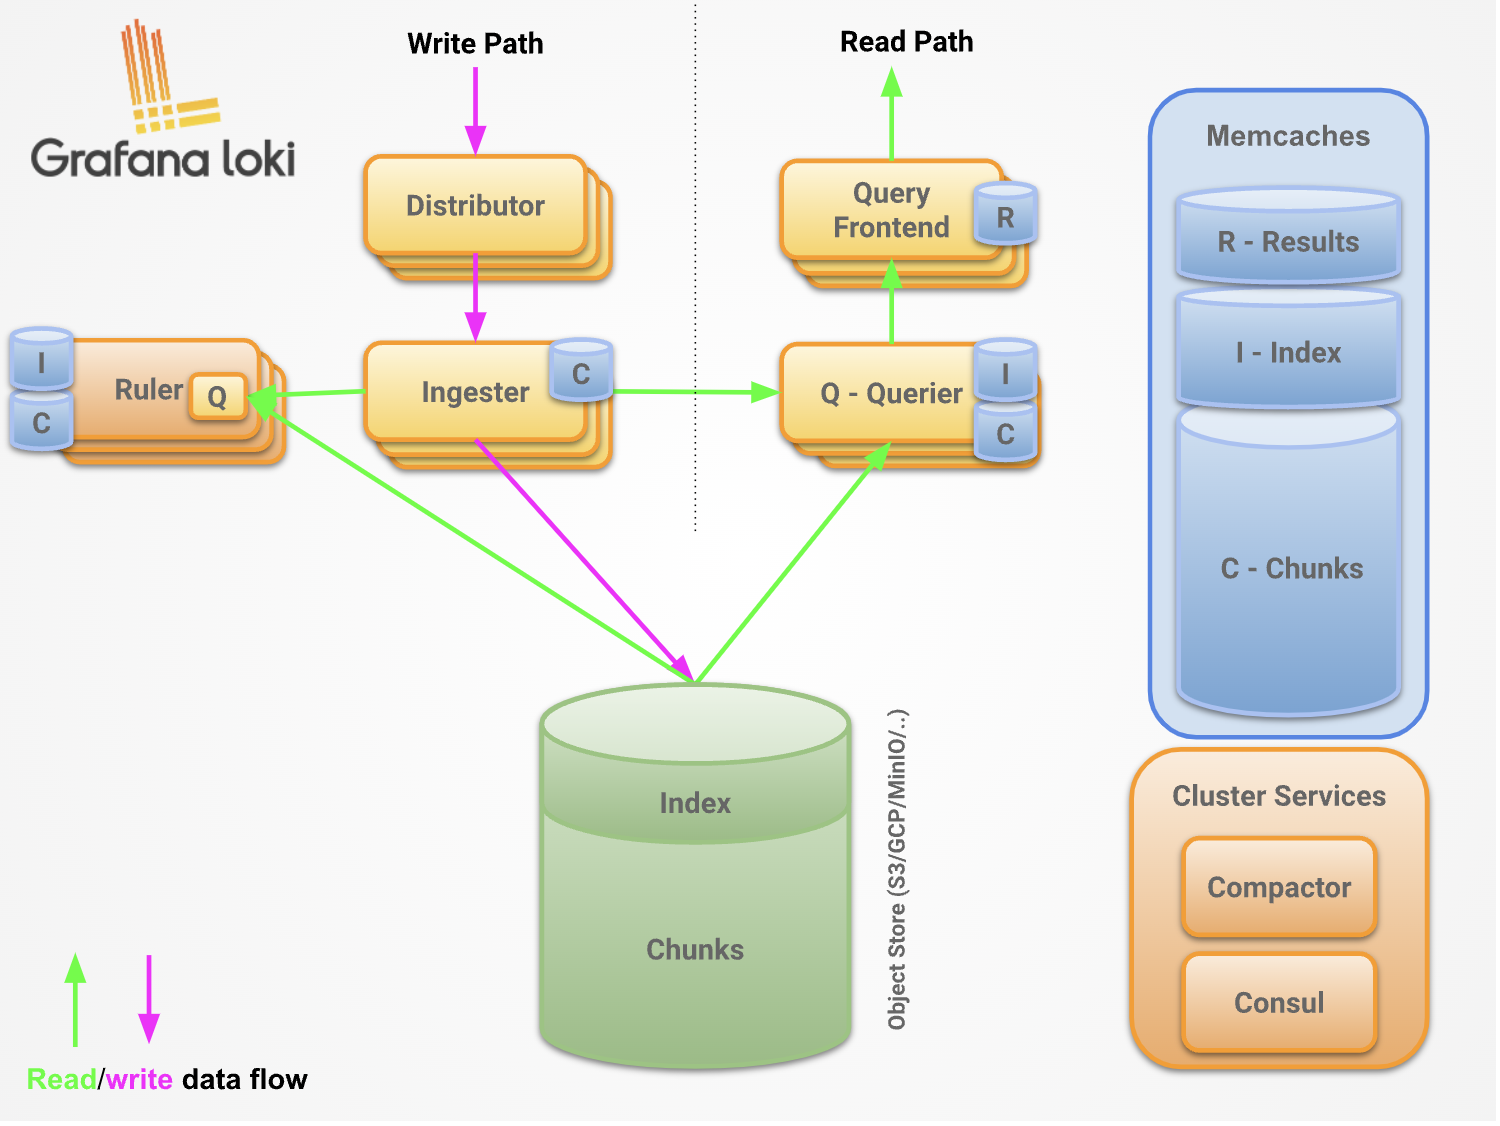 Grafana loki
Write Path
Read Path
Distributor
Query
Frontend
R
I
C
Ruler
Q
Ingester
C
Q - Querier
I
C
Index
Chunks
Object Store (S3/GCP/MinIO/..)
Memcaches
R - Results
I - Index
C - Chunks
Cluster Services
Compactor
Consul
Read/write data flow